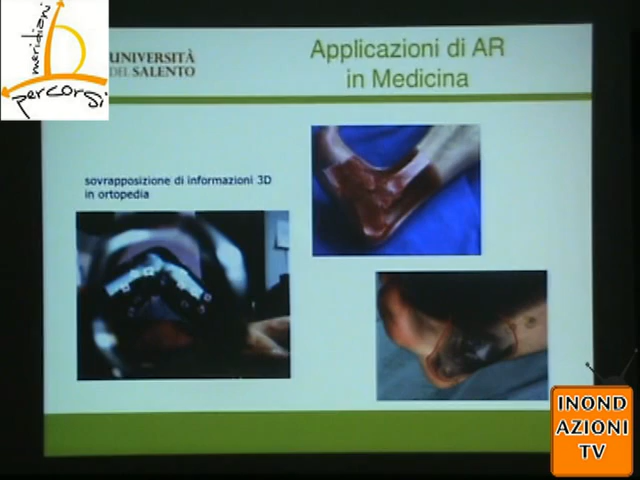 meridiani
percorsi
UNIVERSITÀ
DEL SALENTO
Applicazioni di AR
in Medicina
sovrapposizione di informazioni 3D
in ortopedia
INOND
AZIONI
TV